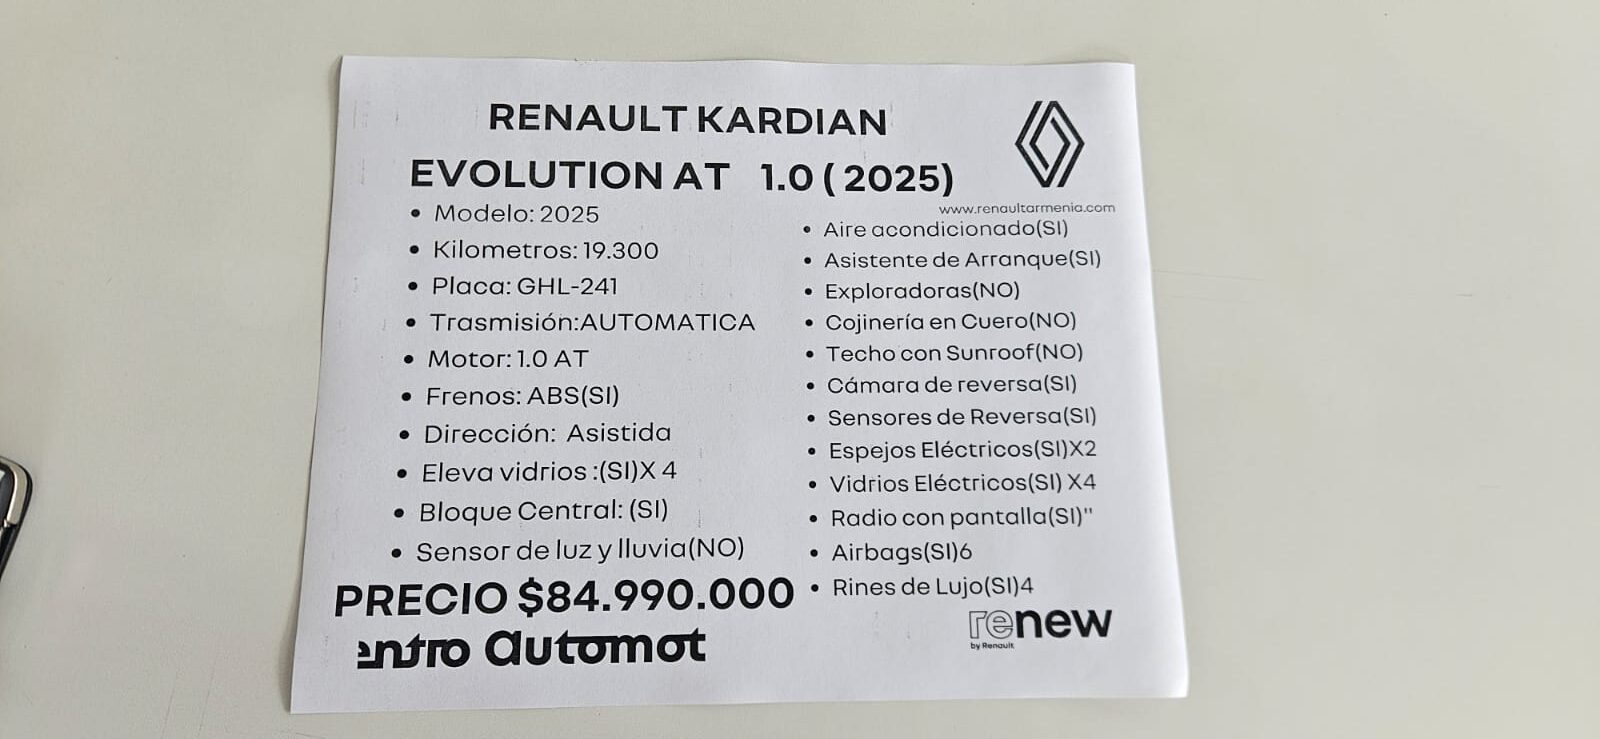 RENAULT KARDIAN
EVOLUTION AT 1.0 ( 2025)
www.renaultarmenia.com
• Modelo: 2025
• Kilometros: 19.300
• Placa: GHL-241
• Trasmisión:AUTOMATICA
• Motor: 1.0 AT
• Frenos: ABS(SI)
• Dirección: Asistida
• Eleva vidrios :(SI)X 4
• Bloque Central: (SI)
• Sensor de luz y lluvia(NO)
• Aire acondicionado(SI)
• Asistente de Arranque(SI)
• Exploradoras(NO)
• Cojinería en Cuero(NO)
• Techo con Sunroof(NO)
• Cámara de reversa(SI)
• Sensores de Reversa(SI)
• Espejos Eléctricos(SI)X2
• Vidrios Eléctricos(SI) X4
• Radio con pantalla(SI)"
• Airbags(SI)6
• Rines de Lujo(SI)4
PRECIO $84.990.000
entro automot
renew
by Renault